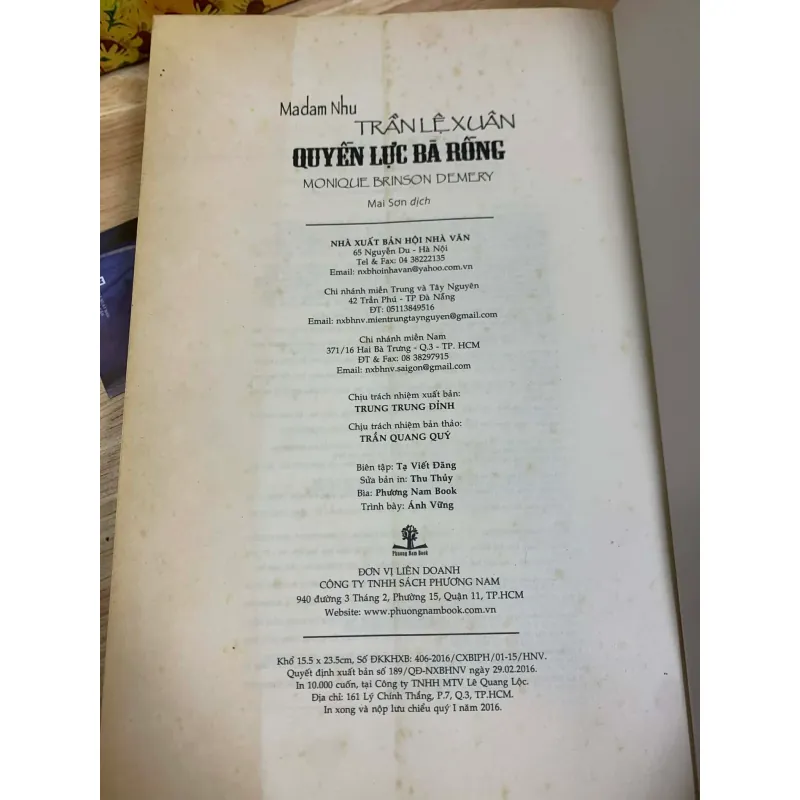 Madam Nhu
TRẦN LỆ XUÂN
QUYỀN LỰC BÀ RỒNG
MONIQUE BRINSON DEMERY
Mai Sơn dịch
NHÀ XUẤT BẢN HỘI NHÀ VĂN
65 Nguyễn Du - Hà Nội
Tel & Fax: 04 38222135
Email: nxbhoinhavan@yahoo.com.vn
Chi nhánh miền Trung và Tây Nguyên
42 Trần Phú - TP Đà Nẵng
ĐT: 05113849516
Email: nxbhnv.mientrungtaynguyen@gmail.com
Chi nhánh miền Nam
371/16 Hai Bà Trưng - Q.3 - TP. HCM
ĐT & Fax: 08 38297915
Email: nxbhnv.saigon@gmail.com
Chịu trách nhiệm xuất bản:
TRUNG TRUNG ĐỈNH
Chịu trách nhiệm bản thảo:
TRẦN QUANG QUÝ
Biên tập: Tạ Viết Đãng
Sửa bản in: Thu Thủy
Bìa: Phương Nam Book
Trình bày: Ánh Vững
Phuong Nam Book
ĐƠN VỊ LIÊN DOANH
CÔNG TY TNHH SÁCH PHƯƠNG NAM
940 đường 3 Tháng 2, Phường 15, Quận 11, TP.HCM
Website: www.phuongnambook.com.vn
Khổ 15.5 x 23.5cm, Số ĐKKHXB: 406-2016/CXBIPH/01-15/HNV.
Quyết định xuất bản số 189/QĐ-NXBHNV ngày 29.02.2016.
In 10.000 cuốn, tại Công ty TNHH MTV Lê Quang Lộc.
Địa chỉ: 161 Lý Chính Thắng, P.7, Q.3, TP.HCM.
In xong và nộp lưu chiểu quý I năm 2016.